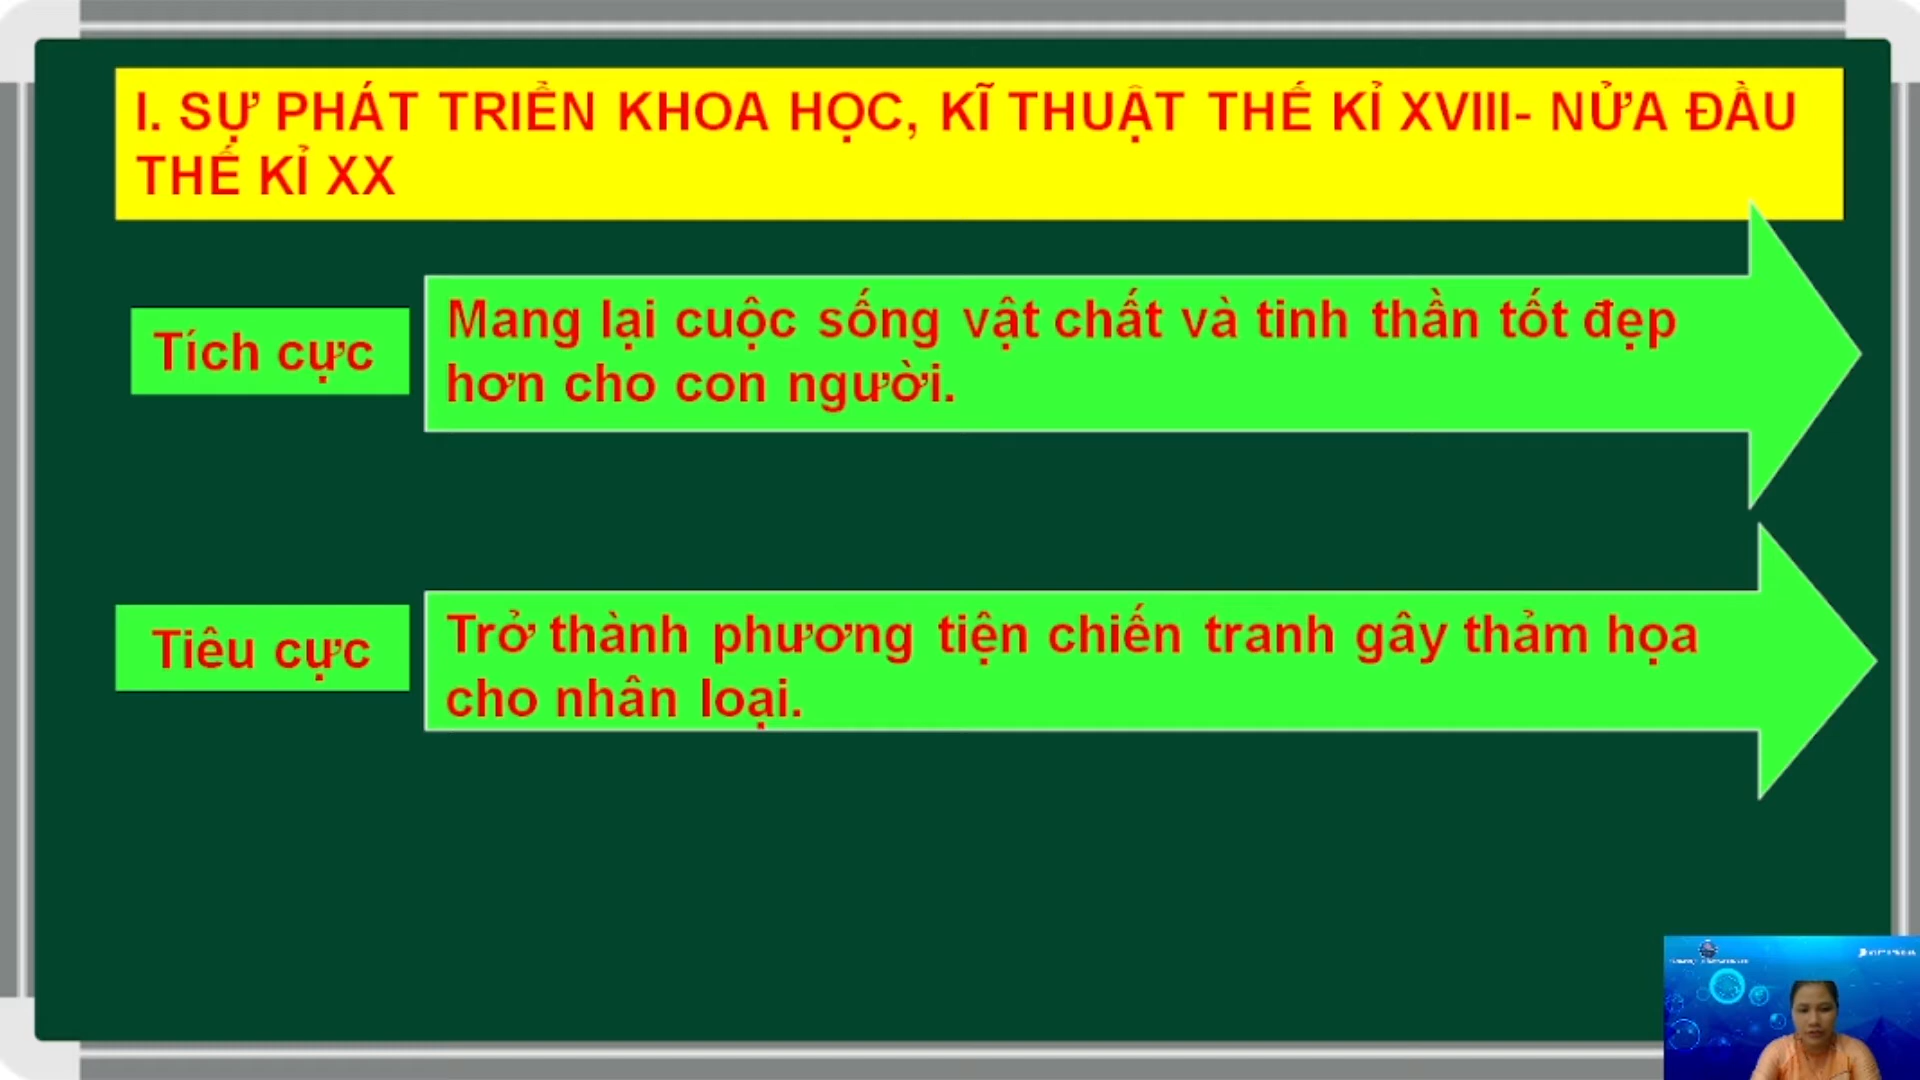 I. SỰ PHÁT TRIỂN KHOA HỌC, KĨ THUẬT THẾ KỈ XVIII- NỬA ĐẦU
THẾ KỈ XX
Tích cực
Mang lại cuộc sống vật chất và tinh thần tốt đẹp
hơn cho con người.
Tiêu cực
Trở thành phương tiện chiến tranh gây thảm họa
cho nhân loại.